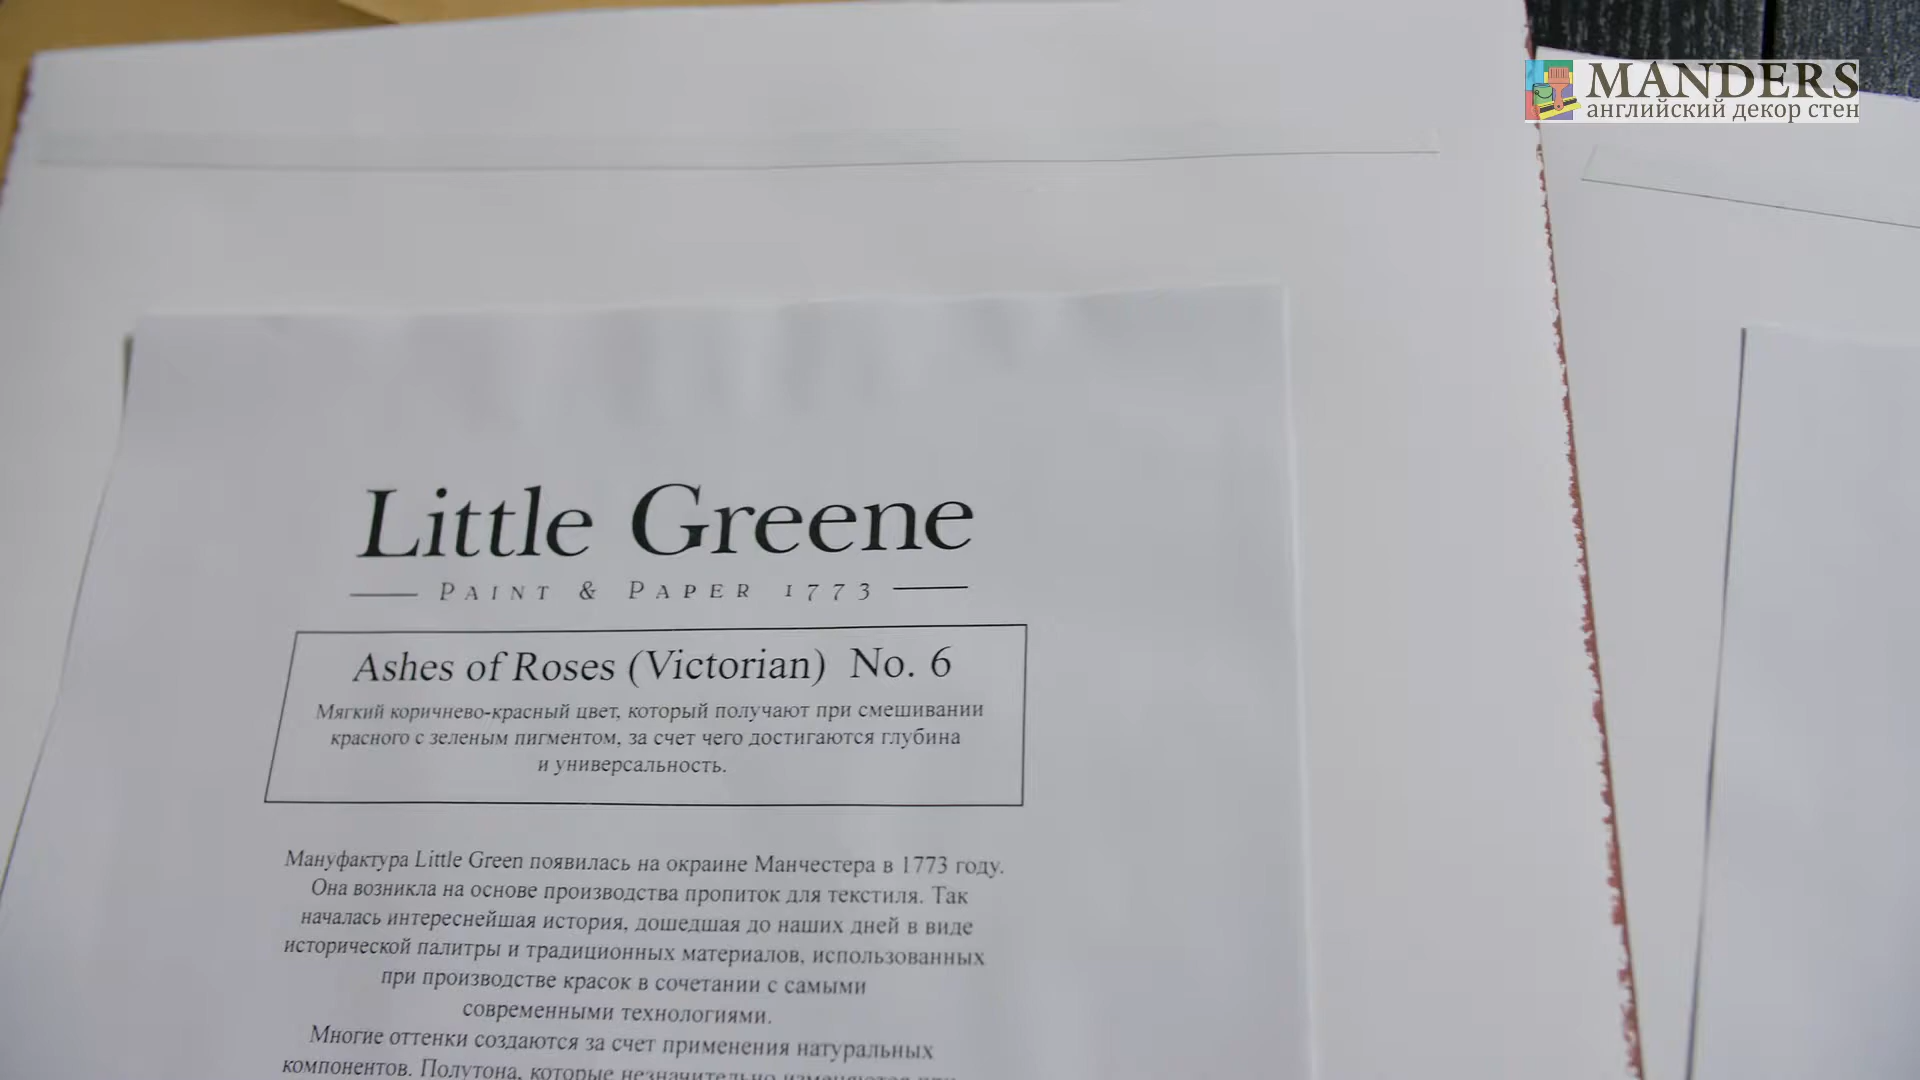 MANDERS
английский декор стен
Little Greene
PAINT & PAPER 1773
Ashes of Roses (Victorian) No. 6
Мягкий коричнево-красный цвет, который получают при смешивании
красного с зеленым пигментом, за счет чего достигаются глубина
и универсальность.
Мануфактура Little Green появилась на окраине Манчестера в 1773 году.
Она возникла на основе производства пропиток для текстиля. Так
началась интереснейшая история, дошедшая до наших дней в виде
исторической палитры и традиционных материалов, использованных
при производстве красок в сочетании с самыми
современными технологиями.
Многие оттенки создаются за счет применения натуральных
компонентов. Полутона, которые незначительно